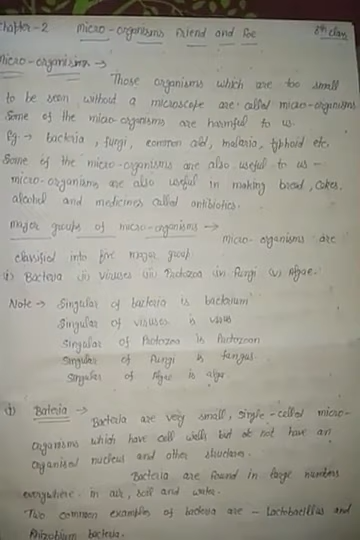 Chapter-2 Micro-organisms Friend and Foe 8th class
Micro-organisms →
Those organisms which are too small
to be seen without a microscope are called micro-organisms
Some of the micro-organisms are harmful to us.
Eg → bacteria, fungi, common cold, malaria, typhoid etc.
Some of the micro-organisms are also useful to us -
micro-organisms are also useful in making bread, cakes,
alcohol and medicines called antibiotics.
Major groups of micro-organisms →
micro-organisms are
classified into five major group
(i) Bacteria (ii) Viruses (iii) Protozoa (iv) Fungi (v) Algae.
Note → Singular of bacteria is bacterium
Singular of viruses is virus
Singular of Protozoa is Protozoan
Singular of Fungi is fungus
Singular of Algae is alga.
(i) Bateria →
Bacteria are very small, single-celled micro-
organisms which have cell walls but do not have an
organised nucleus and other structures.
Bacteria are found in large numbers
everywhere in air, soil and water.
Two common examples of bacteria are - Lactobacillus and
Rhizobium bacteria.